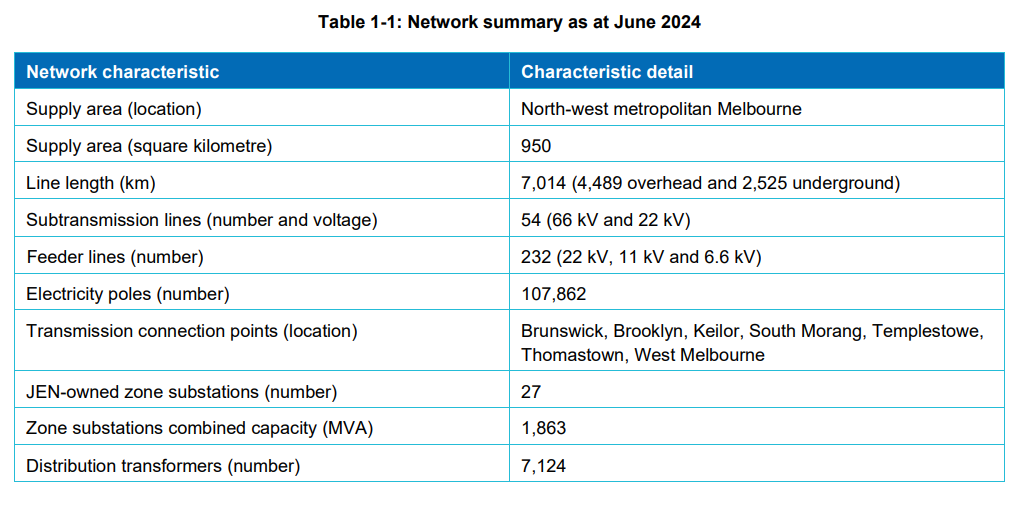 Table 1-1: Network summary as at June 2024
Network characteristic Characteristic detail
Supply area (location) North-west metropolitan Melbourne
Supply area (square kilometre) 950
Line length (km) 7,014 (4,489 overhead and 2,525 underground)
Subtransmission lines (number and voltage) 54 (66 kV and 22 kV)
Feeder lines (number) 232 (22 kV, 11 kV and 6.6 kV)
Electricity poles (number) 107,862
Transmission connection points (location) Brunswick, Brooklyn, Keilor, South Morang, Templestowe,
Thomastown, West Melbourne
JEN-owned zone substations (number) 27
Zone substations combined capacity (MVA) 1,863
Distribution transformers (number) 7,124